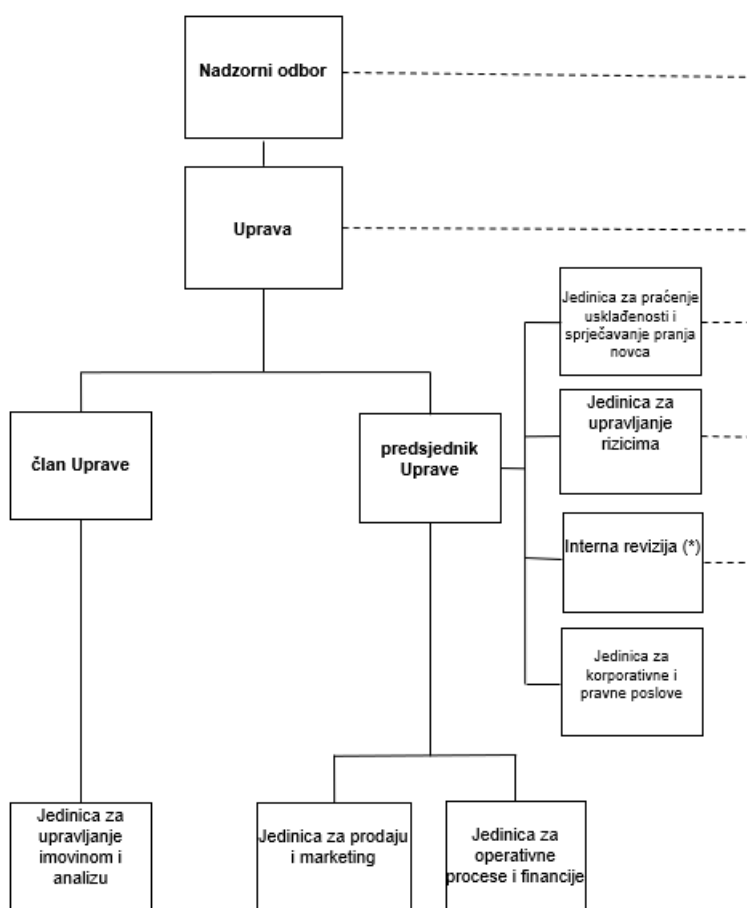 Nadzorni odbor
Uprava
Jedinica za praćenje
usklađenosti i
sprječavanje pranja
novca
Jedinica za
upravljanje
rizicima
član Uprave
predsjednik
Uprave
Interna revizija (*)
Jedinica za
korporativne i
pravne poslove
Jedinica za
upravljanje
imovinom i
analizu
Jedinica za prodaju
i marketing
Jedinica za
operativne
procese i financije